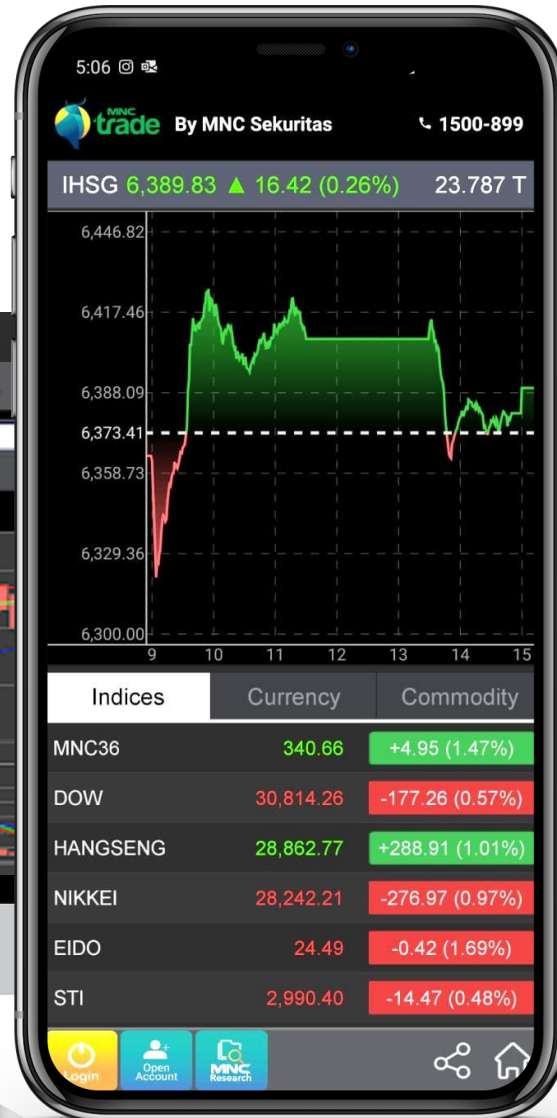 5:06
MNC
trade By MNC Sekuritas 1500-899
IHSG 6,389.83 ▲ 16.42 (0.26%) 23.787 T
6,446.82
6,417.46
6,388.09
6,373.41
6,358.73
6,329.36
6,300.00
9 10 11 12 13 14 15
Indices Currency Commodity
MNC36 340.66 +4.95 (1.47%)
DOW 30,814.26 -177.26 (0.57%)
HANGSENG 28,862.77 +288.91 (1.01%)
NIKKEI 28,242.21 -276.97 (0.97%)
EIDO 24.49 -0.42 (1.69%)
STI 2,990.40 -14.47 (0.48%)
Login
Open
Account
MNC
Research